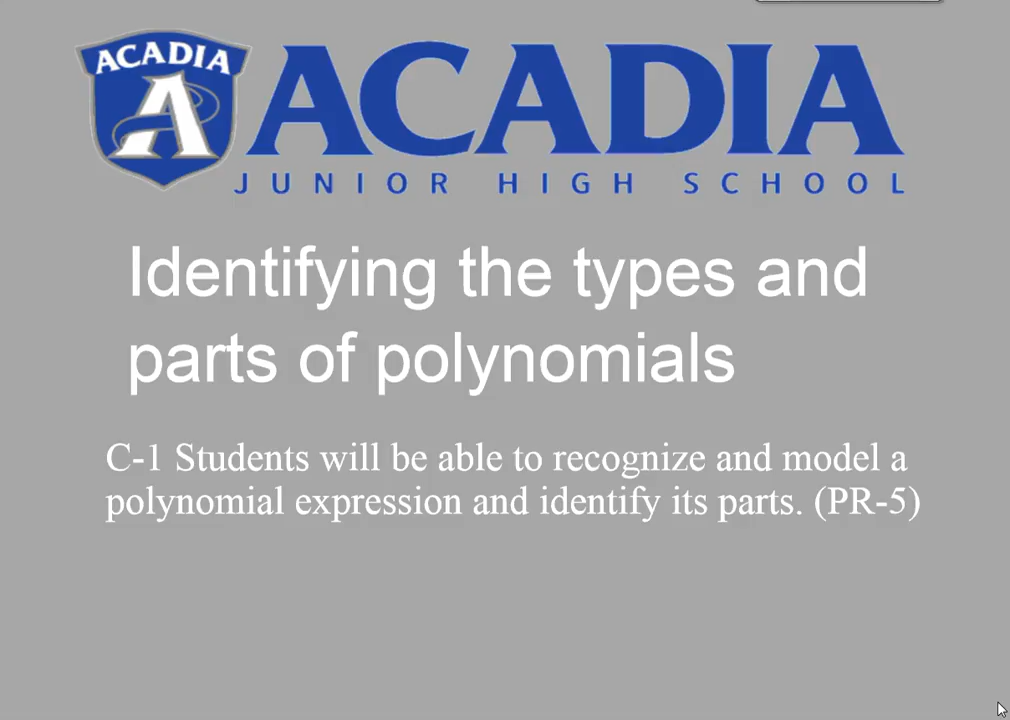 ACADIA
ACADIA
JUNIOR HIGH SCHOOL
Identifying the types and
parts of polynomials
C-1 Students will be able to recognize and model a
polynomial expression and identify its parts. (PR-5)